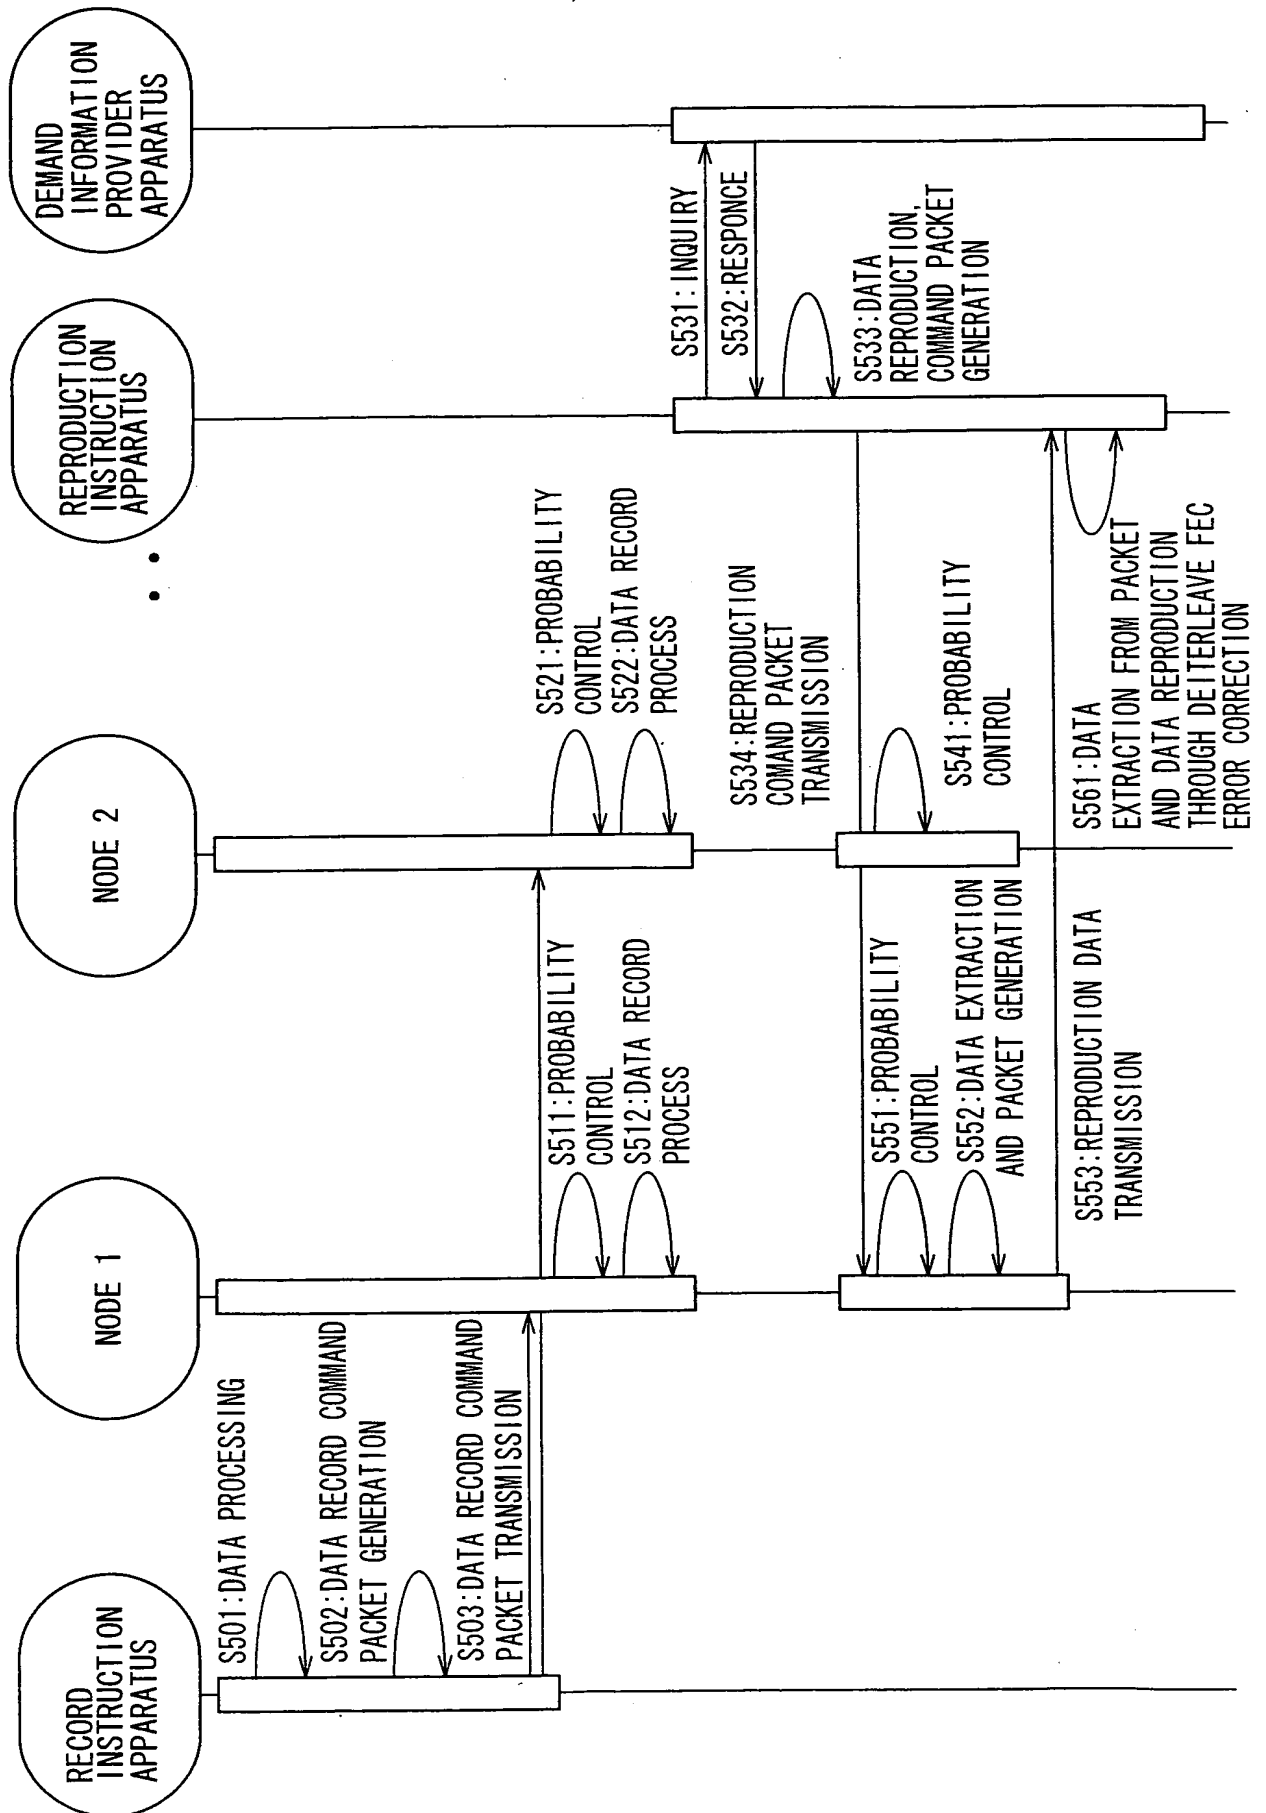 RECORD
INSTRUCTION
APPARATUS
NODE 1
NODE 2
REPRODUCTION
INSTRUCTION
APPARATUS
DEMAND
INFORMATION
PROVIDER
APPARATUS
S501:DATA PROCESSING
S502:DATA RECORD COMMAND
PACKET GENERATION
S503:DATA RECORD COMMAND
PACKET TRANSMISSION
S511:PROBABILITY
CONTROL
S512:DATA RECORD
PROCESS
S521:PROBABILITY
CONTROL
S522:DATA RECORD
PROCESS
S531:INQUIRY
S532:RESPONCE
S533:DATA
REPRODUCTION,
COMMAND PACKET
GENERATION
S534:REPRODUCTION
COMAND PACKET
TRANSMISSION
S541:PROBABILITY
CONTROL
S551:PROBABILITY
CONTROL
S552:DATA EXTRACTION
AND PACKET GENERATION
S553:REPRODUCTION DATA
TRANSMISSION
S561:DATA
EXTRACTION FROM PACKET
AND DATA REPRODUCTION
THROUGH DEITERLEAVE FEC
ERROR CORRECTION